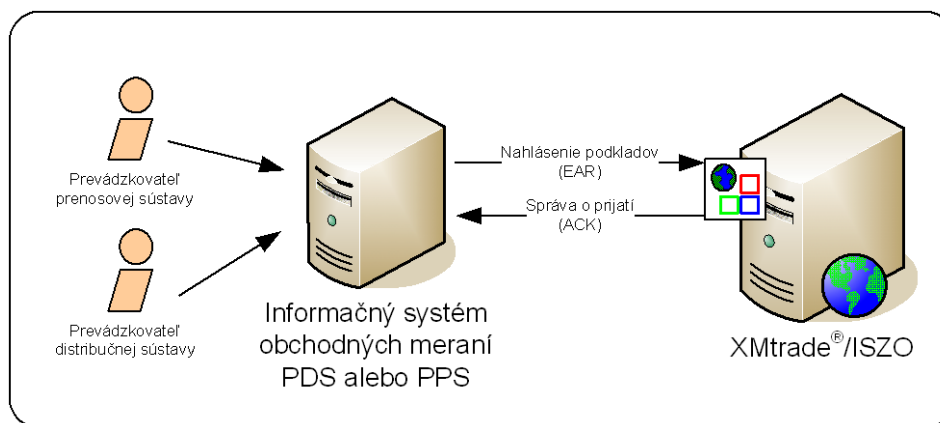 Prevádzkovateľ
prenosovej sústavy
Prevádzkovateľ
distribučnej sústavy
Informačný systém
obchodných meraní
PDS alebo PPS
Nahlásenie podkladov
(EAR)
Správa o prijatí
(ACK)
XMtrade®/ISZO